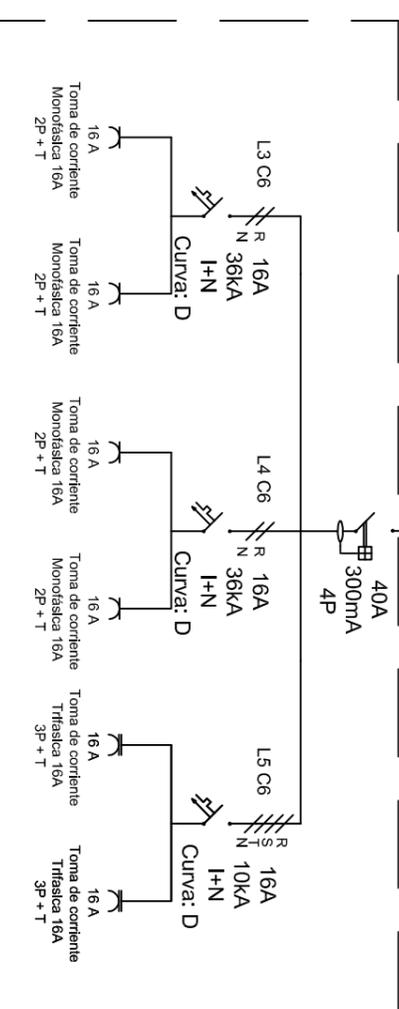 40A
300mA
4P
L3 C6
R
N
16A
36kA
I+N
Curva: D
16 A
Toma de corriente
Monofásica 16A
2P + T
16 A
Toma de corriente
Monofásica 16A
2P + T
L4 C6
R
N
16A
36kA
I+N
Curva: D
16 A
Toma de corriente
Monofásica 16A
2P + T
16 A
Toma de corriente
Monofásica 16A
2P + T
L5 C6
R
S
T
N
16A
10kA
I+N
Curva: D
16 A
Toma de corriente
Trifasica 16A
3P + T
16 A
Toma de corriente
Trifasica 16A
3P + T